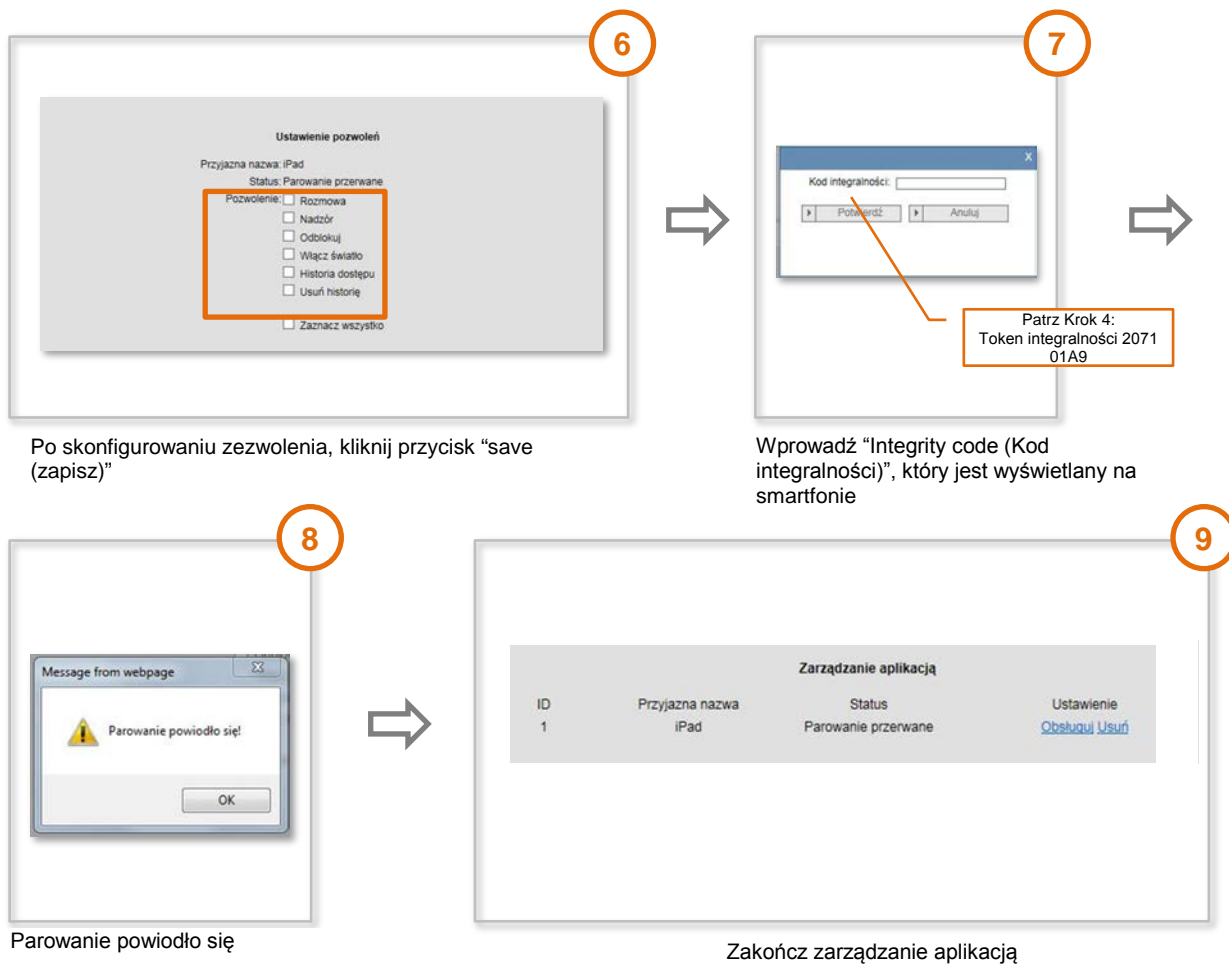 6
Ustawienie pozwoleń
Przyjazna nazwa: iPad
Status: Parowanie przerwane
Pozwolenie: Rozmowa
Nadzór
Odblokuj
Włącz światło
Historia dostępu
Usuń historię
Zaznacz wszystko
Po skonfigurowaniu zezwolenia, kliknij przycisk “save
(zapisz)”
7
X
Kod integralności:
Potwierdź Anuluj
Patrz Krok 4:
Token integralności 2071
01A9
Wprowadź “Integrity code (Kod
integralności)”, który jest wyświetlany na
smartfonie
8
Message from webpage
Parowanie powiodło się!
OK
Parowanie powiodło się
9
Zarządzanie aplikacją
ID Przyjazna nazwa Status Ustawienie
1 iPad Parowanie przerwane Obsługuj Usuń
Zakończ zarządzanie aplikacją